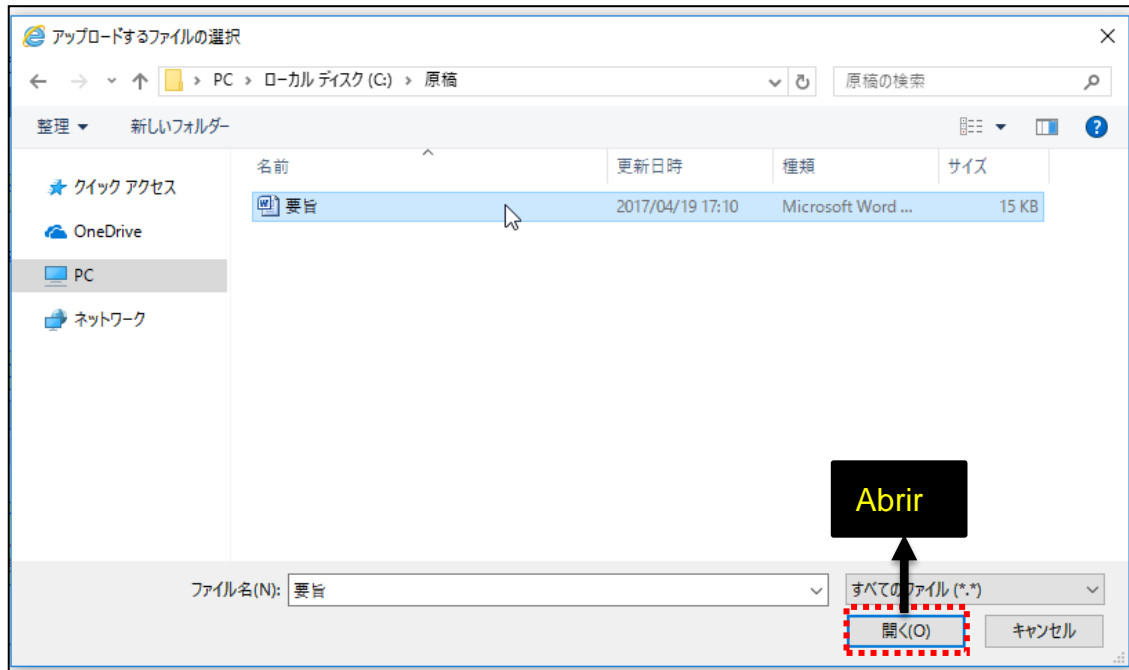 アップロードするファイルの選択
PC > ローカル ディスク (C:) > 原稿
原稿の検索
整理 新しいフォルダー
名前 更新日時 種類 サイズ
クイック アクセス
要旨 2017/04/19 17:10 Microsoft Word ... 15 KB
OneDrive
PC
ネットワーク
Abrir
ファイル名(N): 要旨 すべてのファイル (*.*)
開く(O) キャンセル